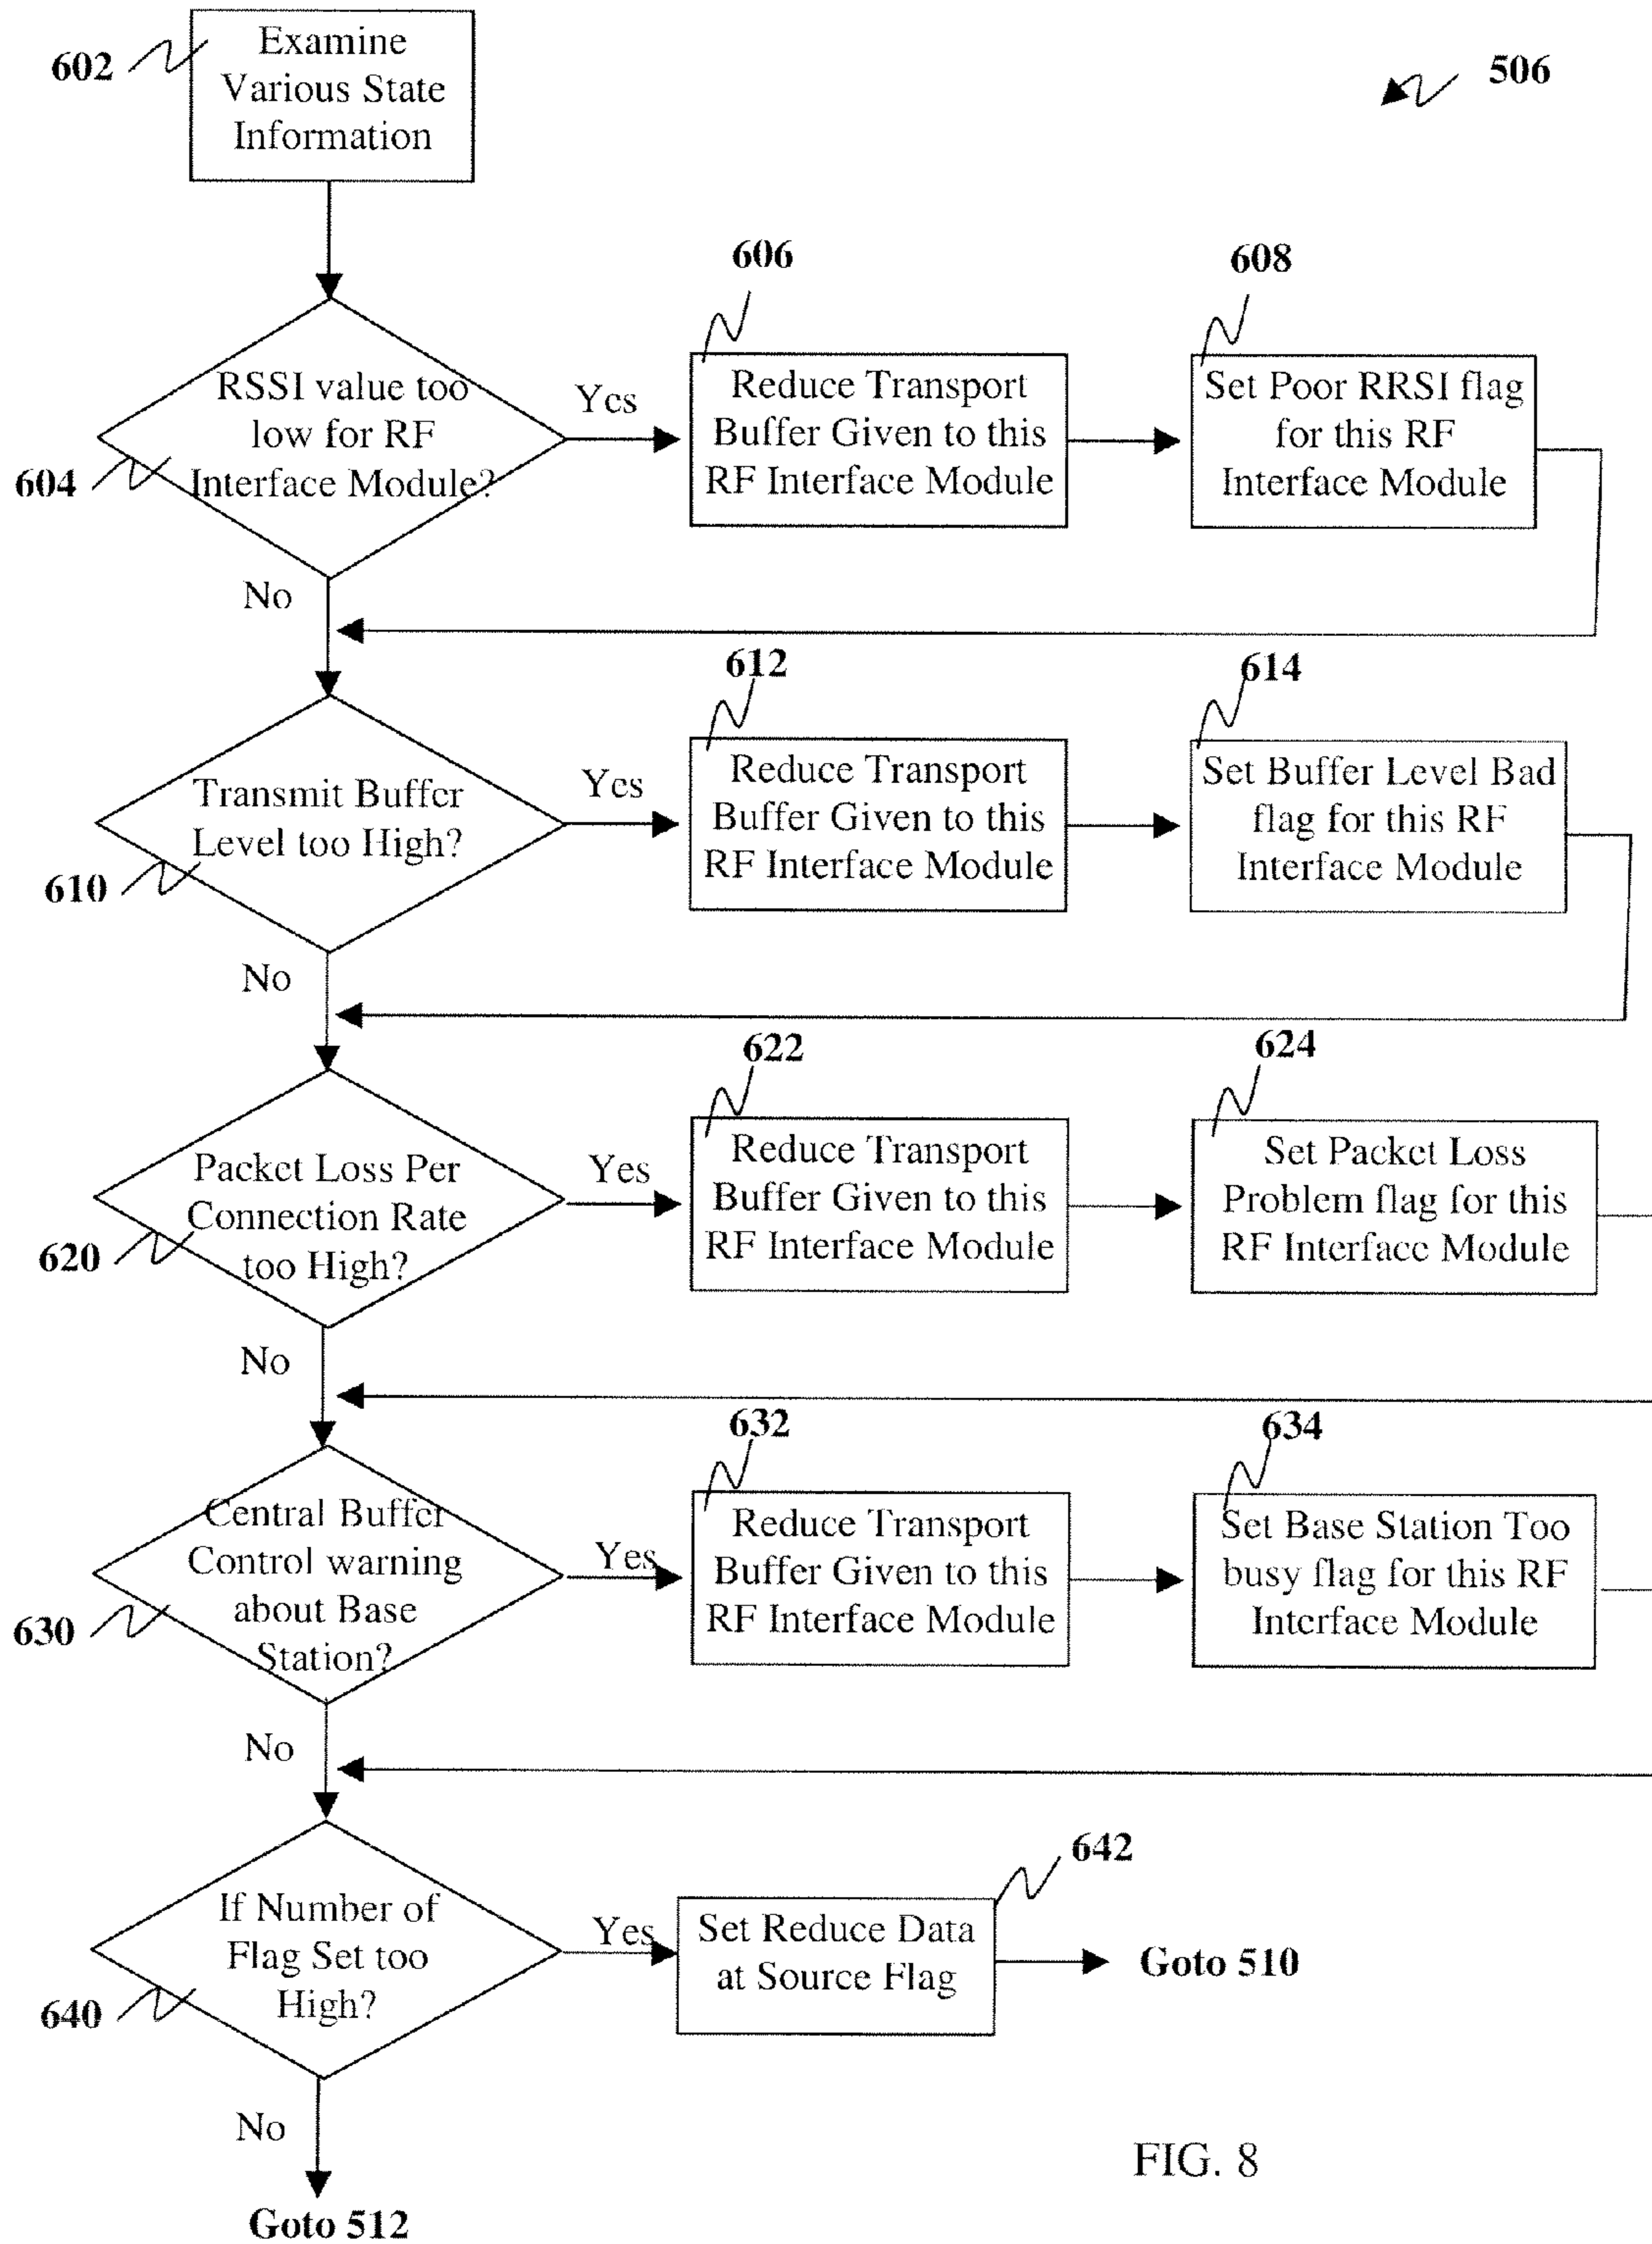 602
Examine
Various State
Information
506
606
608
RSSI value too
low for RF
Interface Module?
604
Yes
Reduce Transport
Buffer Given to this
RF Interface Module
Set Poor RRSI flag
for this RF
Interface Module
No
612
614
Transmit Buffer
Level too High?
610
Yes
Reduce Transport
Buffer Given to this
RF Interface Module
Set Buffer Level Bad
flag for this RF
Interface Module
No
622
624
Packet Loss Per
Connection Rate
too High?
620
Yes
Reduce Transport
Buffer Given to this
RF Interface Module
Set Packet Loss
Problem flag for this
RF Interface Module
No
632
634
Central Buffer
Control warning
about Base
Station?
630
Yes
Reduce Transport
Buffer Given to this
RF Interface Module
Set Base Station Too
busy flag for this RF
Interface Module
No
642
If Number of
Flag Set too
High?
640
Yes
Set Reduce Data
at Source Flag
Goto 510
No
Goto 512
FIG. 8